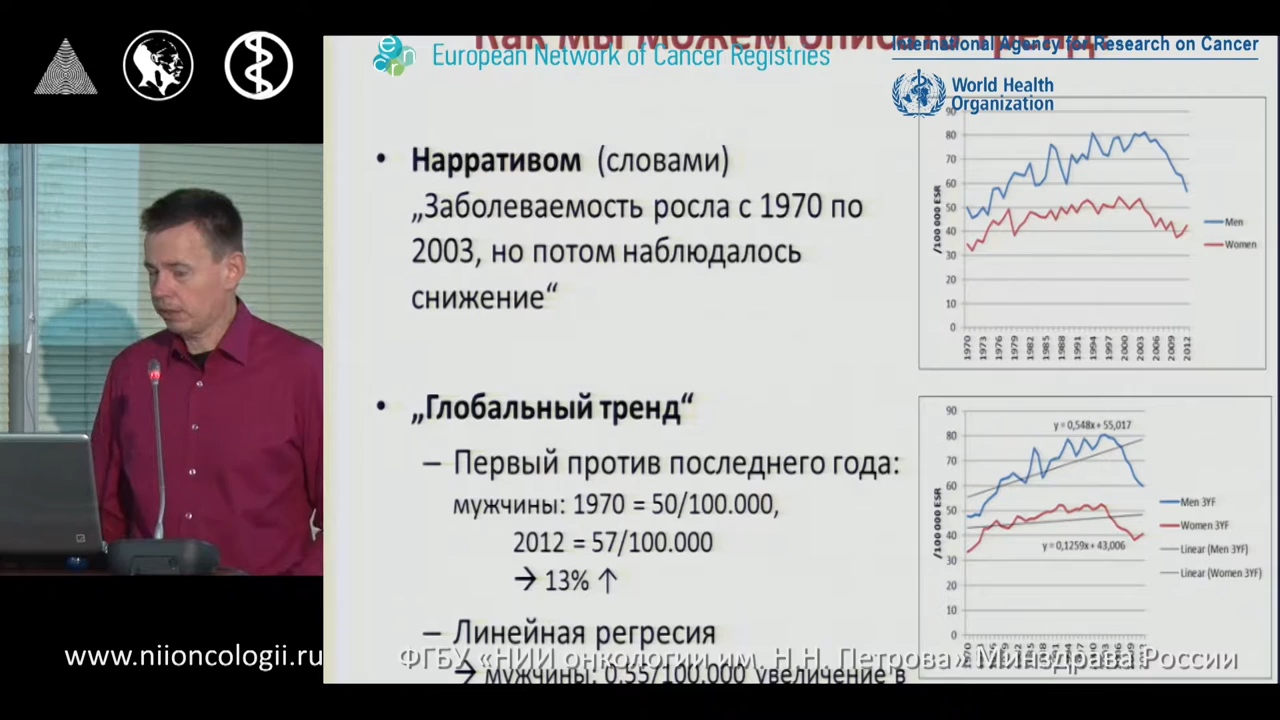 Как мы можем описать тренд
European Network of Cancer Registries
International Agency for Research on Cancer
World Health
Organization
• Нарративом (словами)
„Заболеваемость росла с 1970 по
2003, но потом наблюдалось
снижение“
• „Глобальный тренд“
– Первый против последнего года:
мужчины: 1970 = 50/100.000,
2012 = 57/100.000
→ 13% ↑
– Линейная регресия
→ мужчины: 0,55/100.000 увеличение в
90
80
70
60
50
40
30
20
10
0
/100 000 ESR
1970 1973 1976 1979 1982 1985 1988 1991 1994 1997 2000 2003 2006 2009 2012
Men
Women
90
80
70
60
50
40
30
20
10
0
/100 000 ESR
y = 0,548x + 55,017
y = 0,1259x + 43,006
Men 3YF
Women 3YF
Linear (Men 3YF)
Linear (Women 3YF)
www.niioncologii.ru
ФГБУ «НИИ онкологии им. Н.Н. Петрова» Минздрава России